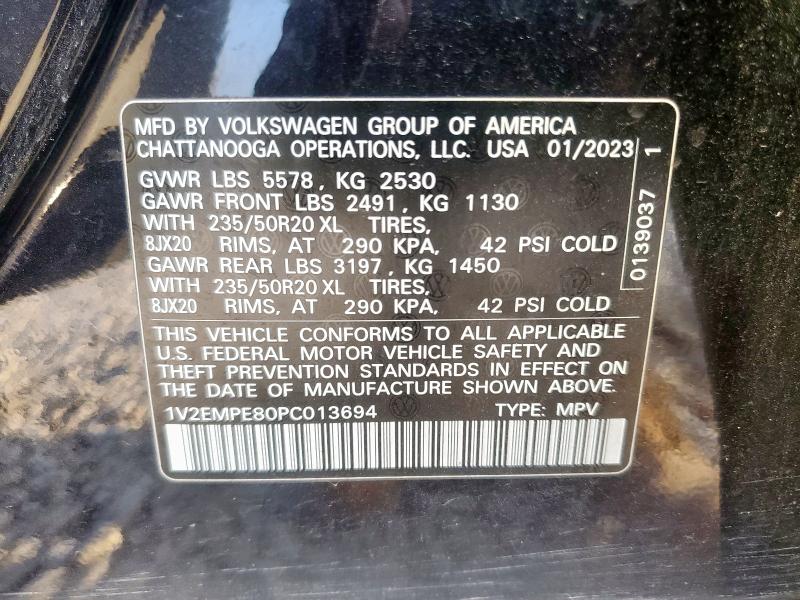 MFD BY VOLKSWAGEN GROUP OF AMERICA
CHATTANOOGA OPERATIONS, LLC. USA 01/2023
GVWR LBS 5578, KG 2530
GAWR FRONT LBS 2491, KG 1130
WITH 235/50R20 XL TIRES,
8JX20 RIMS, AT 290 KPA, 42 PSI COLD
GAWR REAR LBS 3197, KG 1450
WITH 235/50R20 XL TIRES,
8JX20 RIMS, AT 290 KPA, 42 PSI COLD
0139037 1
THIS VEHICLE CONFORMS TO ALL APPLICABLE
U.S. FEDERAL MOTOR VEHICLE SAFETY AND
THEFT PREVENTION STANDARDS IN EFFECT ON
THE DATE OF MANUFACTURE SHOWN ABOVE.
1V2EMPE80PC013694 TYPE: MPV